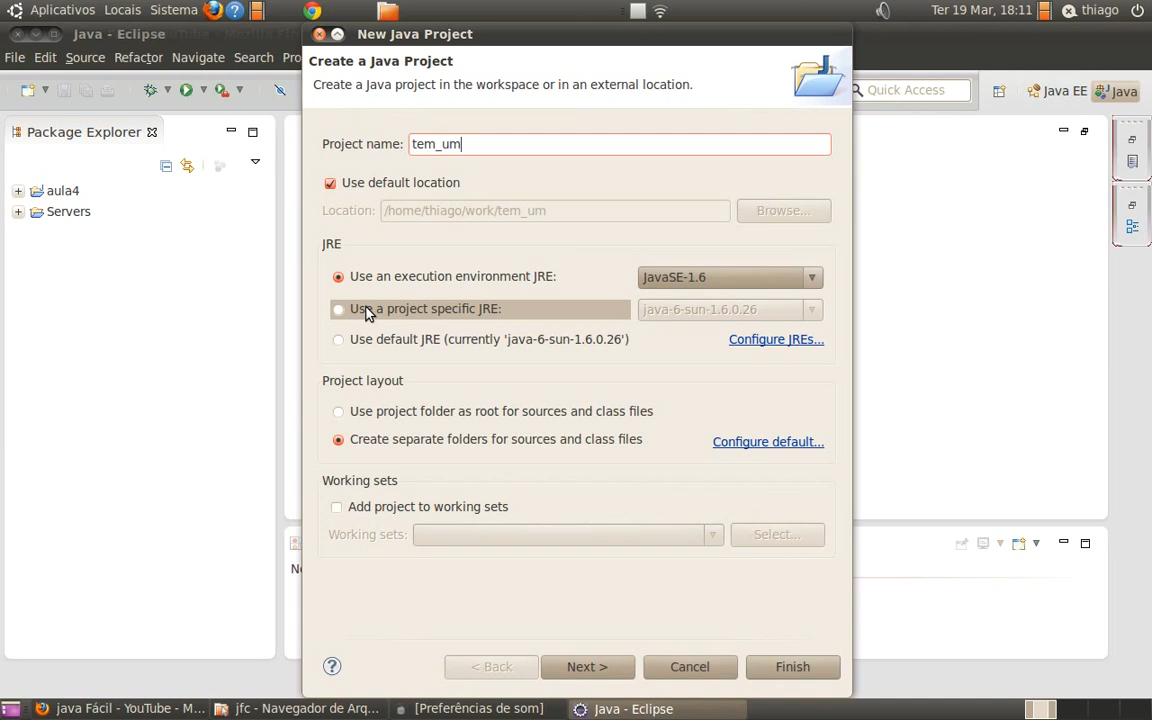 Aplicativos Locais Sistema
Ter 19 Mar, 18:11 thiago
Java - Eclipse
New Java Project
File Edit Source Refactor Navigate Search Pro
Create a Java Project
Create a Java project in the workspace or in an external location.
Quick Access
Java EE Java
Package Explorer
Project name: tem_um
Use default location
aula4
Location: /home/thiago/work/tem_um Browse...
Servers
JRE
Use an execution environment JRE: JavaSE-1.6
Use a project specific JRE: java-6-sun-1.6.0.26
Use default JRE (currently 'java-6-sun-1.6.0.26') Configure JREs...
Project layout
Use project folder as root for sources and class files
Create separate folders for sources and class files Configure default...
Working sets
Add project to working sets
Working sets: Select...
< Back Next > Cancel Finish
java Fácil - YouTube - M... jfc - Navegador de Arq... [Preferências de som] Java - Eclipse